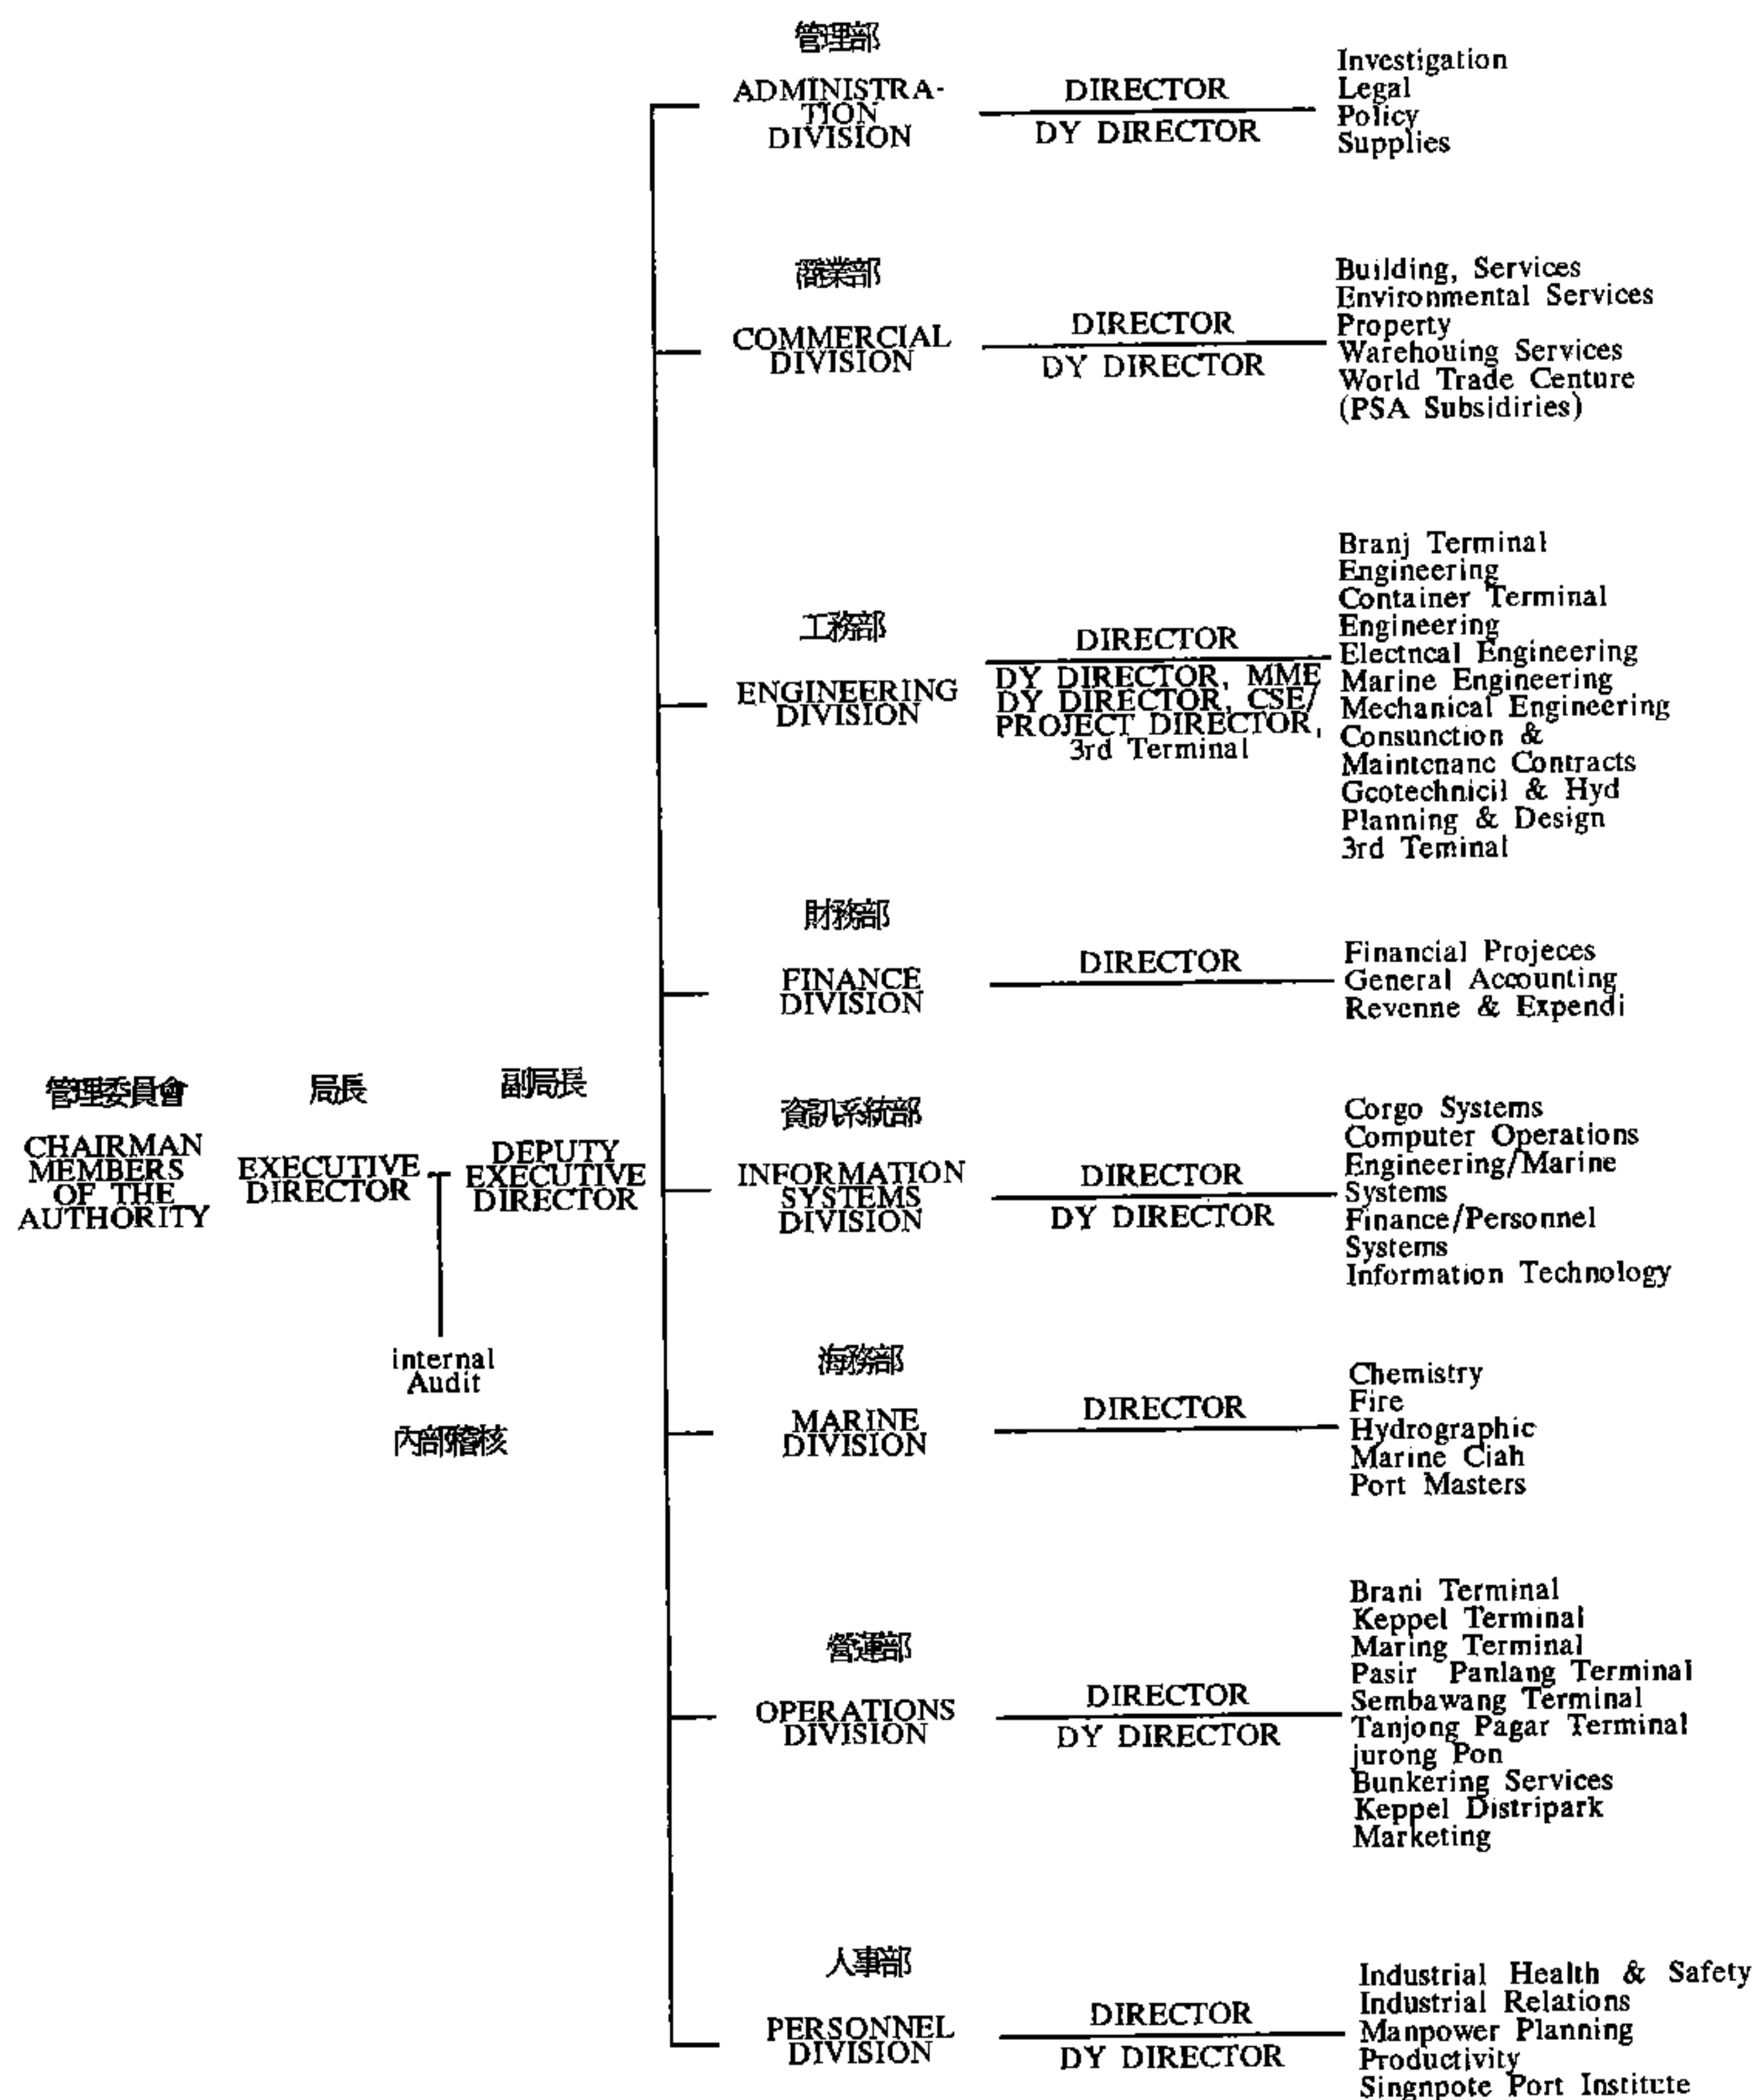 管理委員會
CHAIRMAN
MEMBERS
OF THE
AUTHORITY
局長
EXECUTIVE
DIRECTOR
internal
Audit
內部稽核
副局長
DEPUTY
EXECUTIVE
DIRECTOR
管理部
ADMINISTRA-
TION
DIVISION
DIRECTOR
DY DIRECTOR
Investigation
Legal
Policy
Supplies
商業部
COMMERCIAL
DIVISION
DIRECTOR
DY DIRECTOR
Building, Services
Environmental Services
Property
Warehouing Services
World Trade Centure
(PSA Subsidiries)
工務部
ENGINEERING
DIVISION
DIRECTOR
DY DIRECTOR, MME
DY DIRECTOR, CSE/
PROJECT DIRECTOR,
3rd Terminal
Branj Terminal
Engineering
Container Terminal
Engineering
Electncal Engineering
Marine Engineering
Mechanical Engineering
Consunction &
Maintcnanc Contracts
Gcotechnicil & Hyd
Planning & Design
3rd Teminal
財務部
FINANCE
DIVISION
DIRECTOR
Financial Projeces
General Accounting
Revenne & Expendi
資訊系統部
INFORMATION
SYSTEMS
DIVISION
DIRECTOR
DY DIRECTOR
Corgo Systems
Computer Operations
Engineering/Marine
Systems
Finance/Personnel
Systems
Information Technology
海務部
MARINE
DIVISION
DIRECTOR
Chemistry
Fire
Hydrographic
Marine Ciah
Port Masters
營運部
OPERATIONS
DIVISION
DIRECTOR
DY DIRECTOR
Brani Terminal
Keppel Terminal
Maring Terminal
Pasir Panlang Terminal
Sembawang Terminal
Tanjong Pagar Terminal
jurong Pon
Bunkering Services
Keppel Distripark
Marketing
人事部
PERSONNEL
DIVISION
DIRECTOR
DY DIRECTOR
Industrial Health & Safety
Industrial Relations
Manpower Planning
Productivity
Singnpote Port Institute